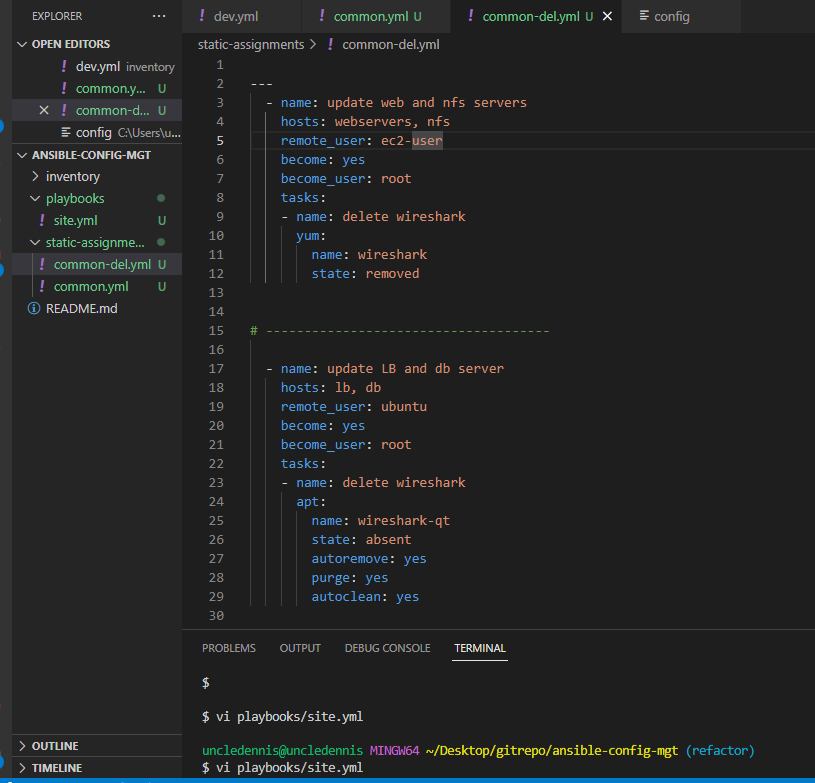 EXPLORER ...
OPEN EDITORS
! dev.yml inventory
! common.y... U
× ! common-d... U
config C:\Users\u...
ANSIBLE-CONFIG-MGT
inventory
playbooks
! site.yml U
static-assignme...
! common-del.yml U
! common.yml U
README.md
OUTLINE
TIMELINE
! dev.yml ! common.yml U ! common-del.yml U × config
static-assignments > ! common-del.yml
1
2 ---
3 - name: update web and nfs servers
4 hosts: webservers, nfs
5 remote_user: ec2-user
6 become: yes
7 become_user: root
8 tasks:
9 - name: delete wireshark
10 yum:
11 name: wireshark
12 state: removed
13
14
15 # -------------------------------------
16
17 - name: update LB and db server
18 hosts: lb, db
19 remote_user: ubuntu
20 become: yes
21 become_user: root
22 tasks:
23 - name: delete wireshark
24 apt:
25 name: wireshark-qt
26 state: absent
27 autoremove: yes
28 purge: yes
29 autoclean: yes
30
PROBLEMS OUTPUT DEBUG CONSOLE TERMINAL
$
$ vi playbooks/site.yml
uncledennis@uncledennis MINGW64 ~/Desktop/gitrepo/ansible-config-mgt (refactor)
$ vi playbooks/site.yml